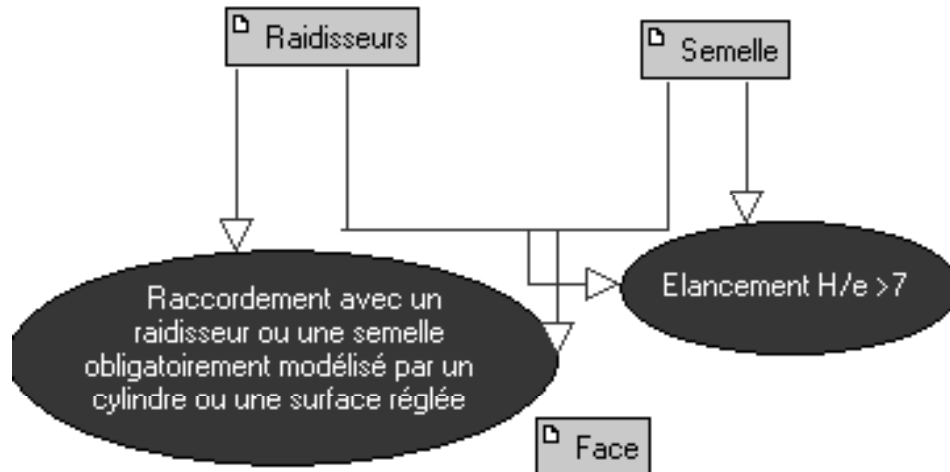 Raidisseurs
Semelle
Raccordement avec un
raidisseur ou une semelle
obligatoirement modélisé par un
cylindre ou une surface réglée
Elancement H/e >7
Face